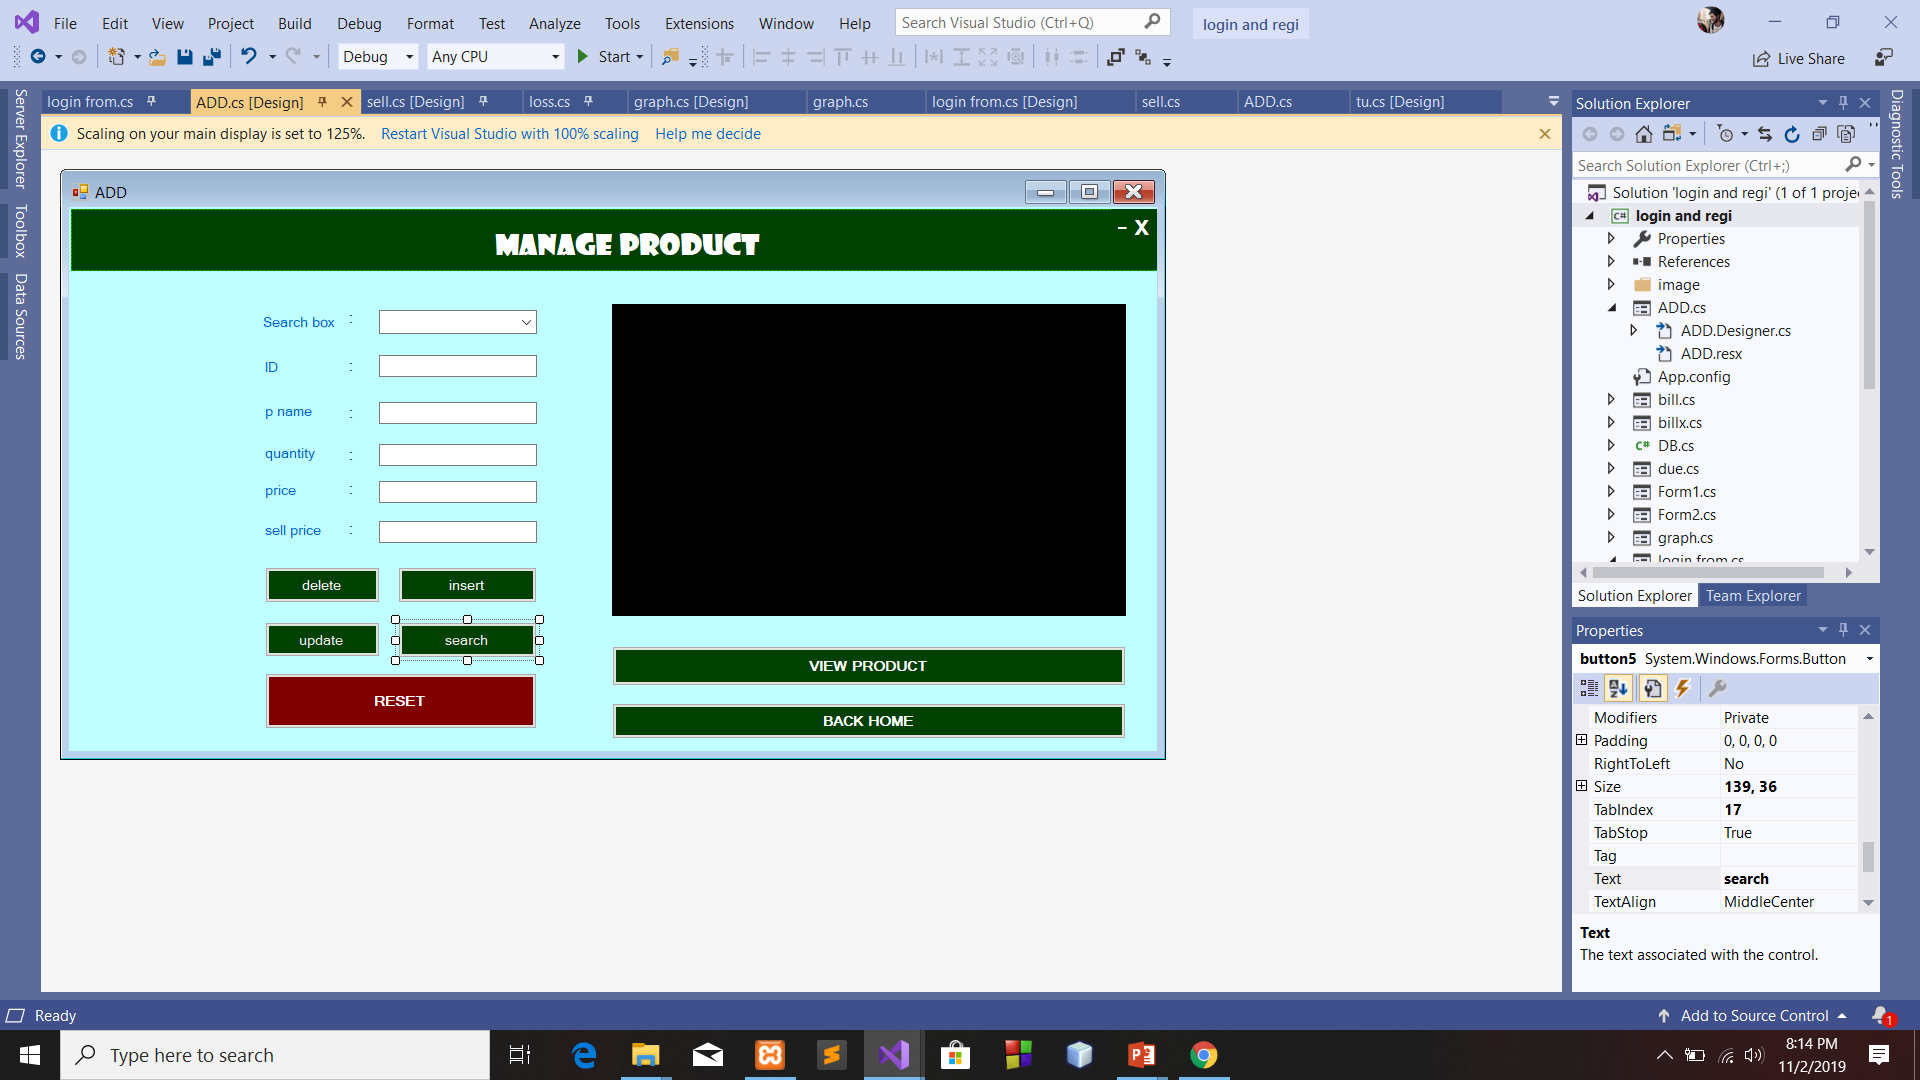 File Edit View Project Build Debug Format Test Analyze Tools Extensions Window Help Search Visual Studio (Ctrl+Q) login and regi
Debug Any CPU Start Live Share
Server Explorer
Toolbox
Data Sources
login from.cs ADD.cs [Design] sell.cs [Design] loss.cs graph.cs [Design] graph.cs login from.cs [Design] sell.cs ADD.cs tu.cs [Design]
Scaling on your main display is set to 125%. Restart Visual Studio with 100% scaling Help me decide
ADD
MANAGE PRODUCT
- X
Search box :
ID :
p name :
quantity :
price :
sell price :
delete insert
update search
RESET
VIEW PRODUCT
BACK HOME
Solution Explorer
Search Solution Explorer (Ctrl+;)
Solution 'login and regi' (1 of 1 proje
login and regi
Properties
References
image
ADD.cs
ADD.Designer.cs
ADD.resx
App.config
bill.cs
billx.cs
DB.cs
due.cs
Form1.cs
Form2.cs
graph.cs
login from.cs
Solution Explorer Team Explorer
Properties
button5 System.Windows.Forms.Button
Modifiers Private
Padding 0, 0, 0, 0
RightToLeft No
Size 139, 36
TabIndex 17
TabStop True
Tag
Text search
TextAlign MiddleCenter
Text
The text associated with the control.
Diagnostic Tools
Ready Add to Source Control 1
Type here to search
8:14 PM
11/2/2019